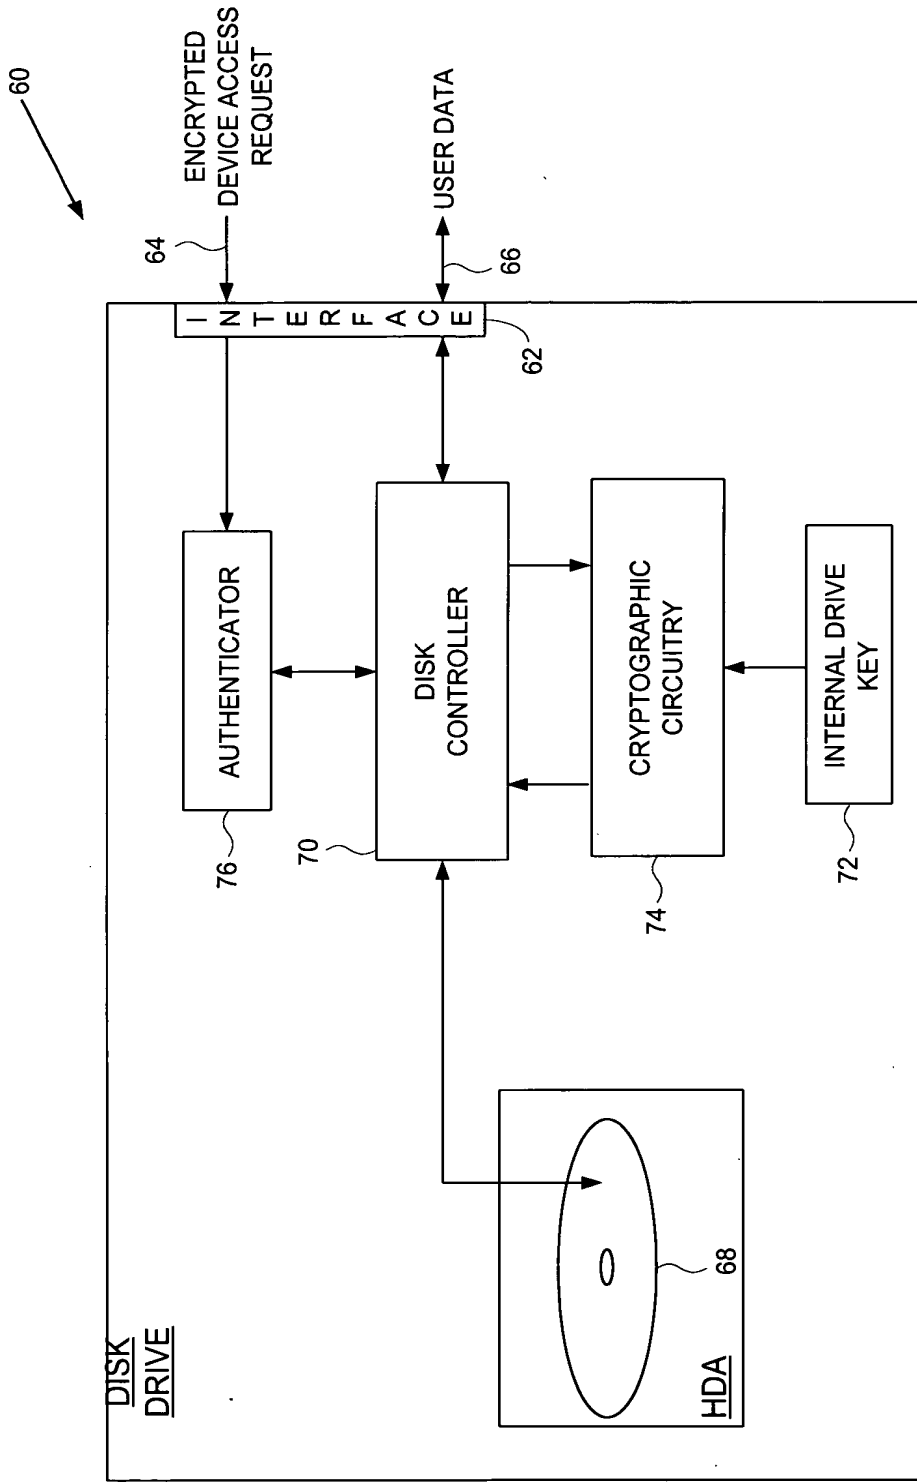 60
ENCRYPTED
DEVICE ACCESS
REQUEST
64
USER DATA
66
INTERFACE
62
AUTHENTICATOR
76
DISK
CONTROLLER
70
CRYPTOGRAPHIC
CIRCUITRY
74
INTERNAL DRIVE
KEY
72
DISK
DRIVE
68
HDA